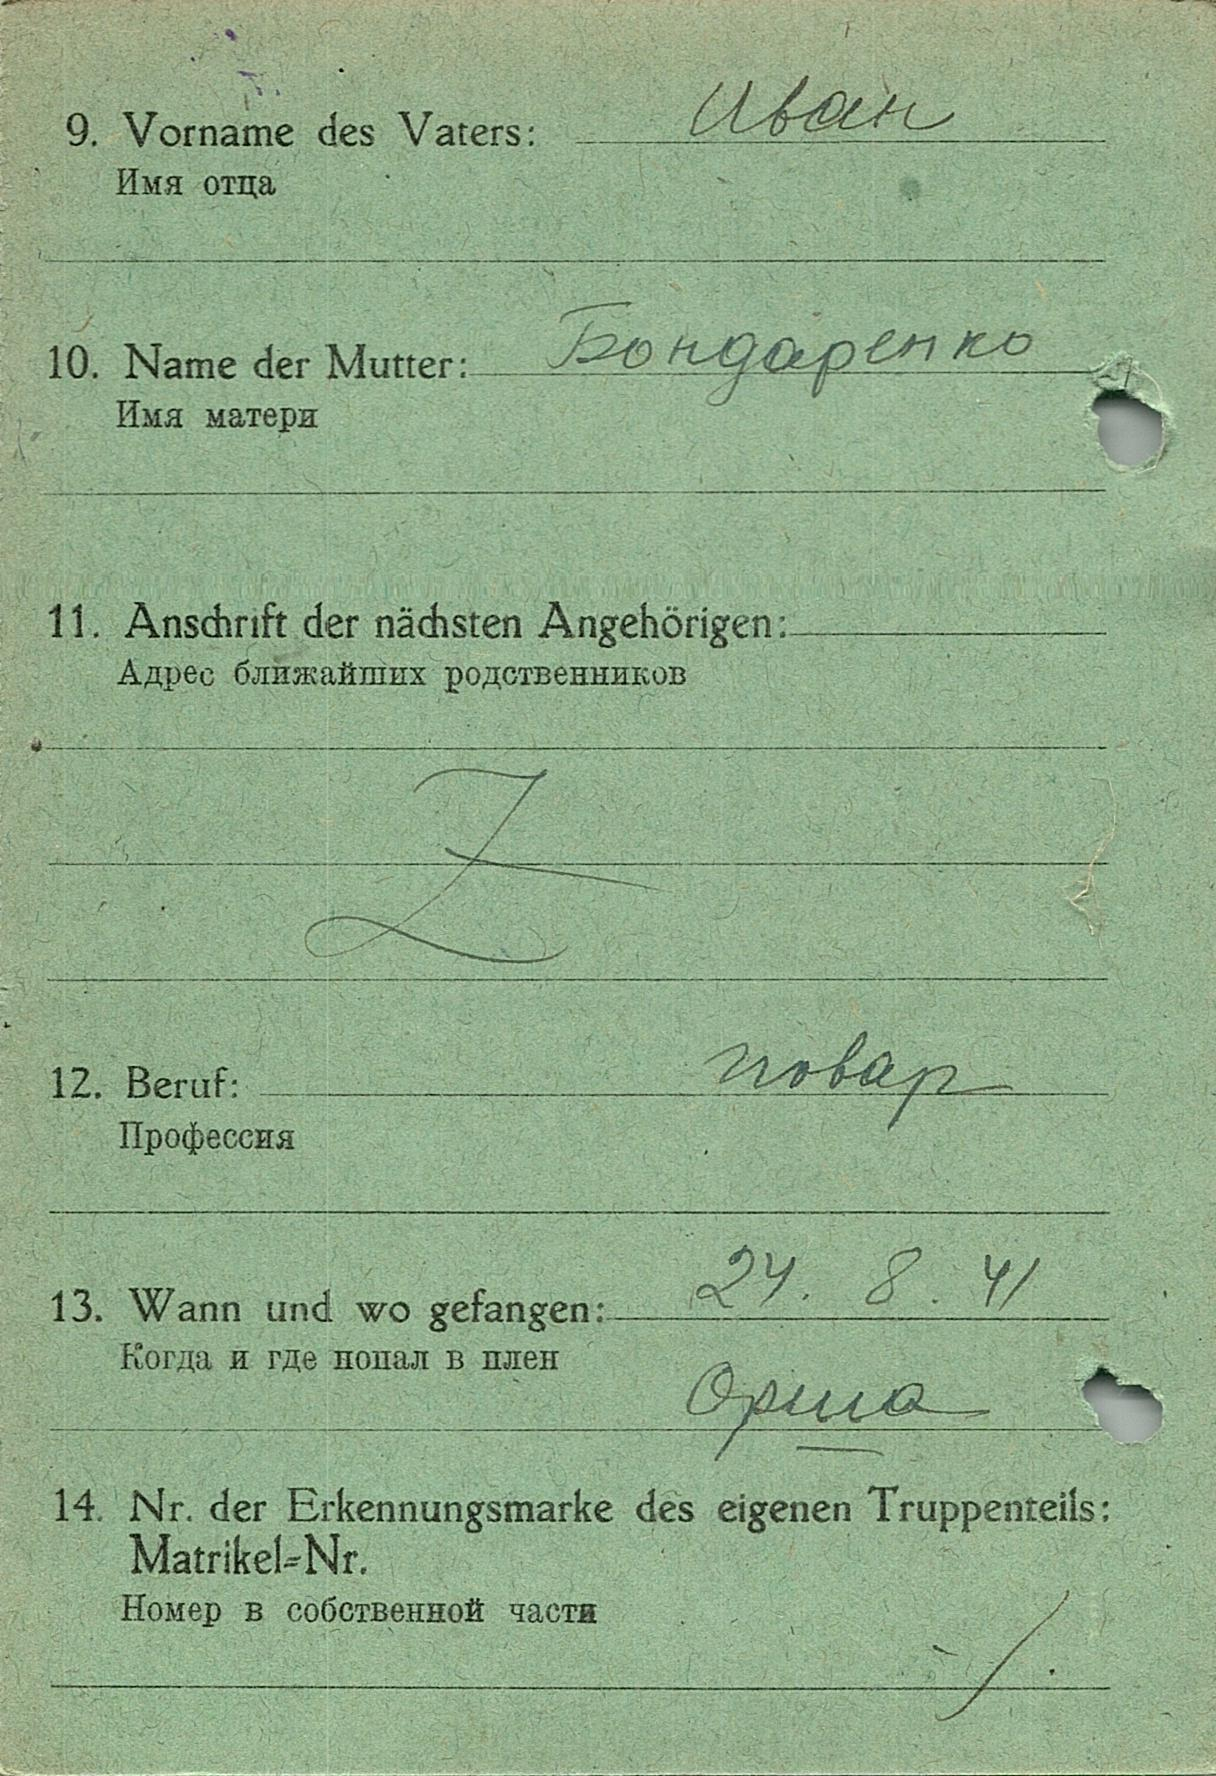 9. Vorname des Vaters: Иван
Имя отца
10. Name der Mutter: Бондаренко
Имя матери
11. Anschrift der nächsten Angehörigen:
Адрес ближайших родственников
Z
12. Beruf: повар
Профессия
13. Wann und wo gefangen: 24. 8. 41
Когда и где попал в плен
Орша
14. Nr. der Erkennungsmarke des eigenen Truppenteils:
Matrikel-Nr.
Номер в собственной части